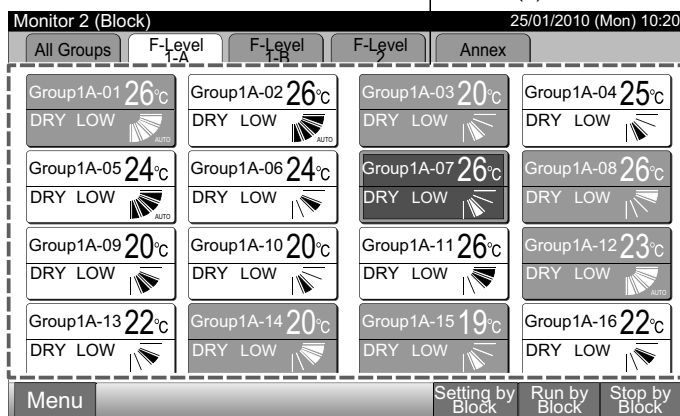 Monitor 2 (Block) 25/01/2010 (Mon) 10:20
All Groups F-Level 1-A F-Level 1-B F-Level 2 Annex
Group1A-01 26°C Group1A-02 26°C Group1A-03 20°C Group1A-04 25°C
DRY LOW AUTO DRY LOW AUTO DRY LOW DRY LOW
Group1A-05 24°C Group1A-06 24°C Group1A-07 26°C Group1A-08 26°C
DRY LOW AUTO DRY LOW DRY LOW DRY LOW
Group1A-09 20°C Group1A-10 20°C Group1A-11 26°C Group1A-12 23°C
DRY LOW DRY LOW DRY LOW DRY LOW AUTO
Group1A-13 22°C Group1A-14 20°C Group1A-15 19°C Group1A-16 22°C
DRY LOW DRY LOW DRY LOW DRY LOW
Menu Setting by Block Run by Block Stop by Block